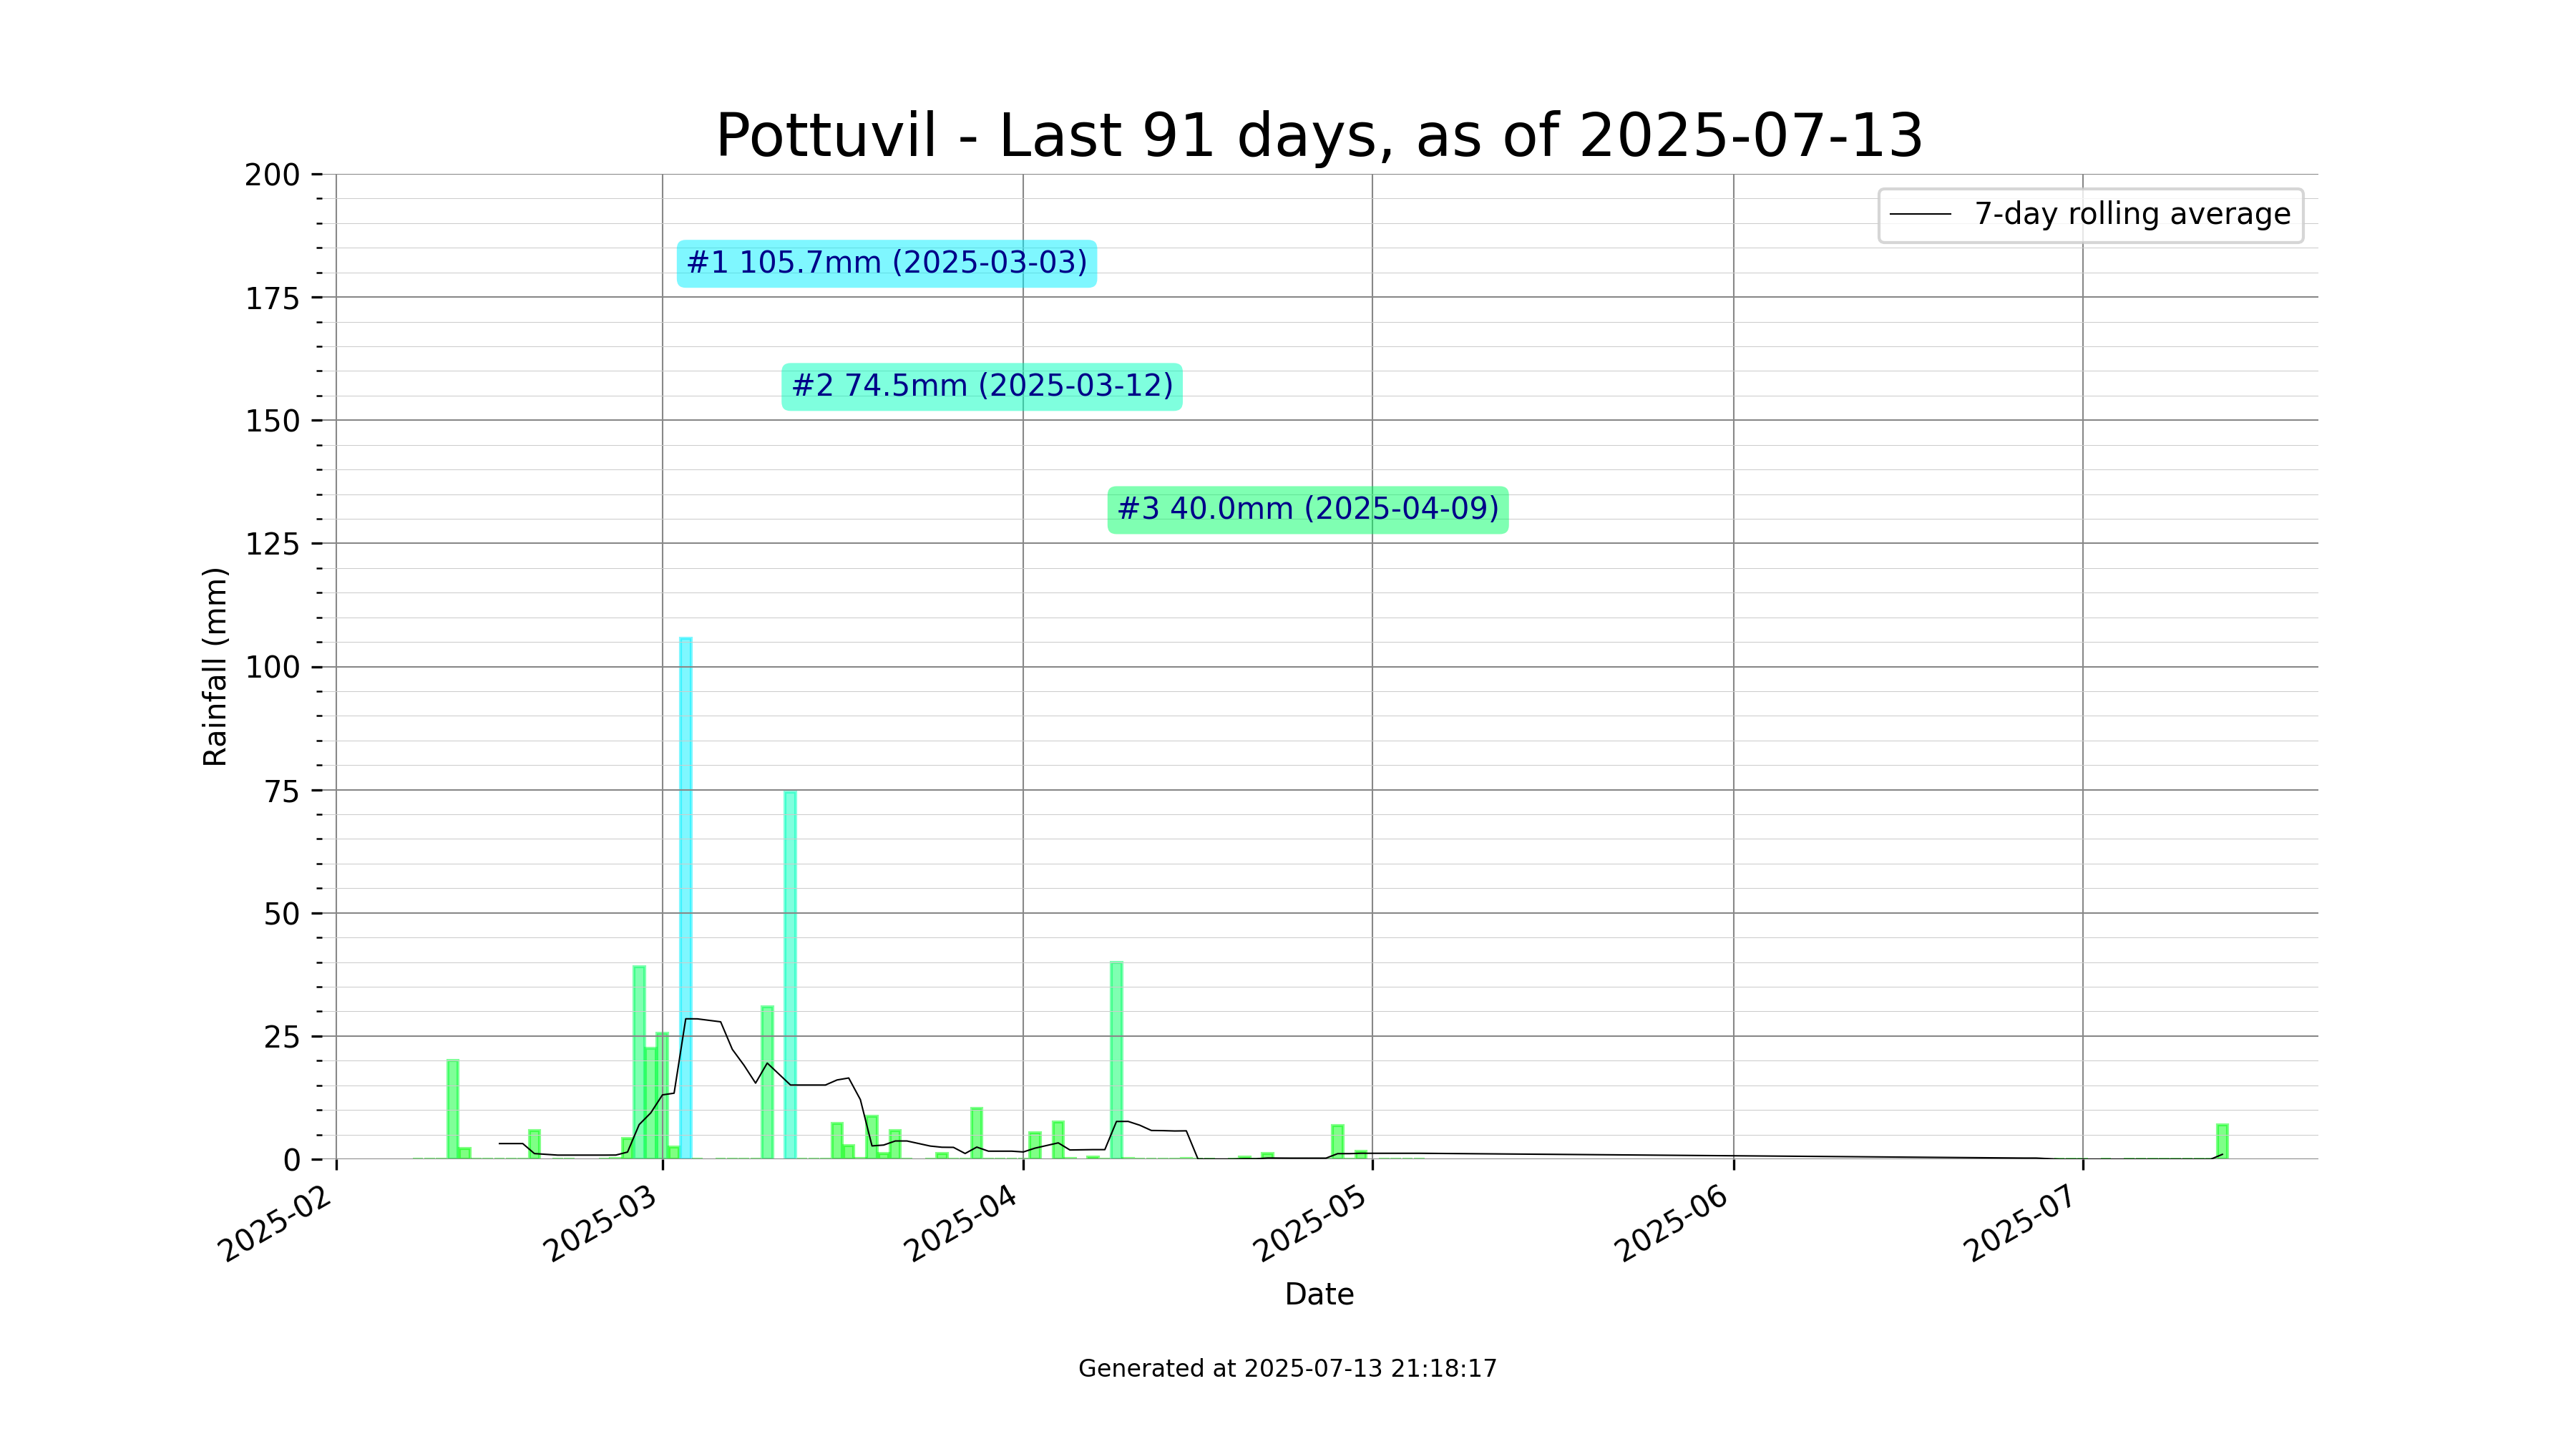 Pottuvil - Last 91 days, as of 2025-07-13
200
175
150
125
100
75
50
25
0
Rainfall (mm)
7-day rolling average
#1 105.7mm (2025-03-03)
#2 74.5mm (2025-03-12)
#3 40.0mm (2025-04-09)
2025-02
2025-03
2025-04
2025-05
2025-06
2025-07
Date
Generated at 2025-07-13 21:18:17